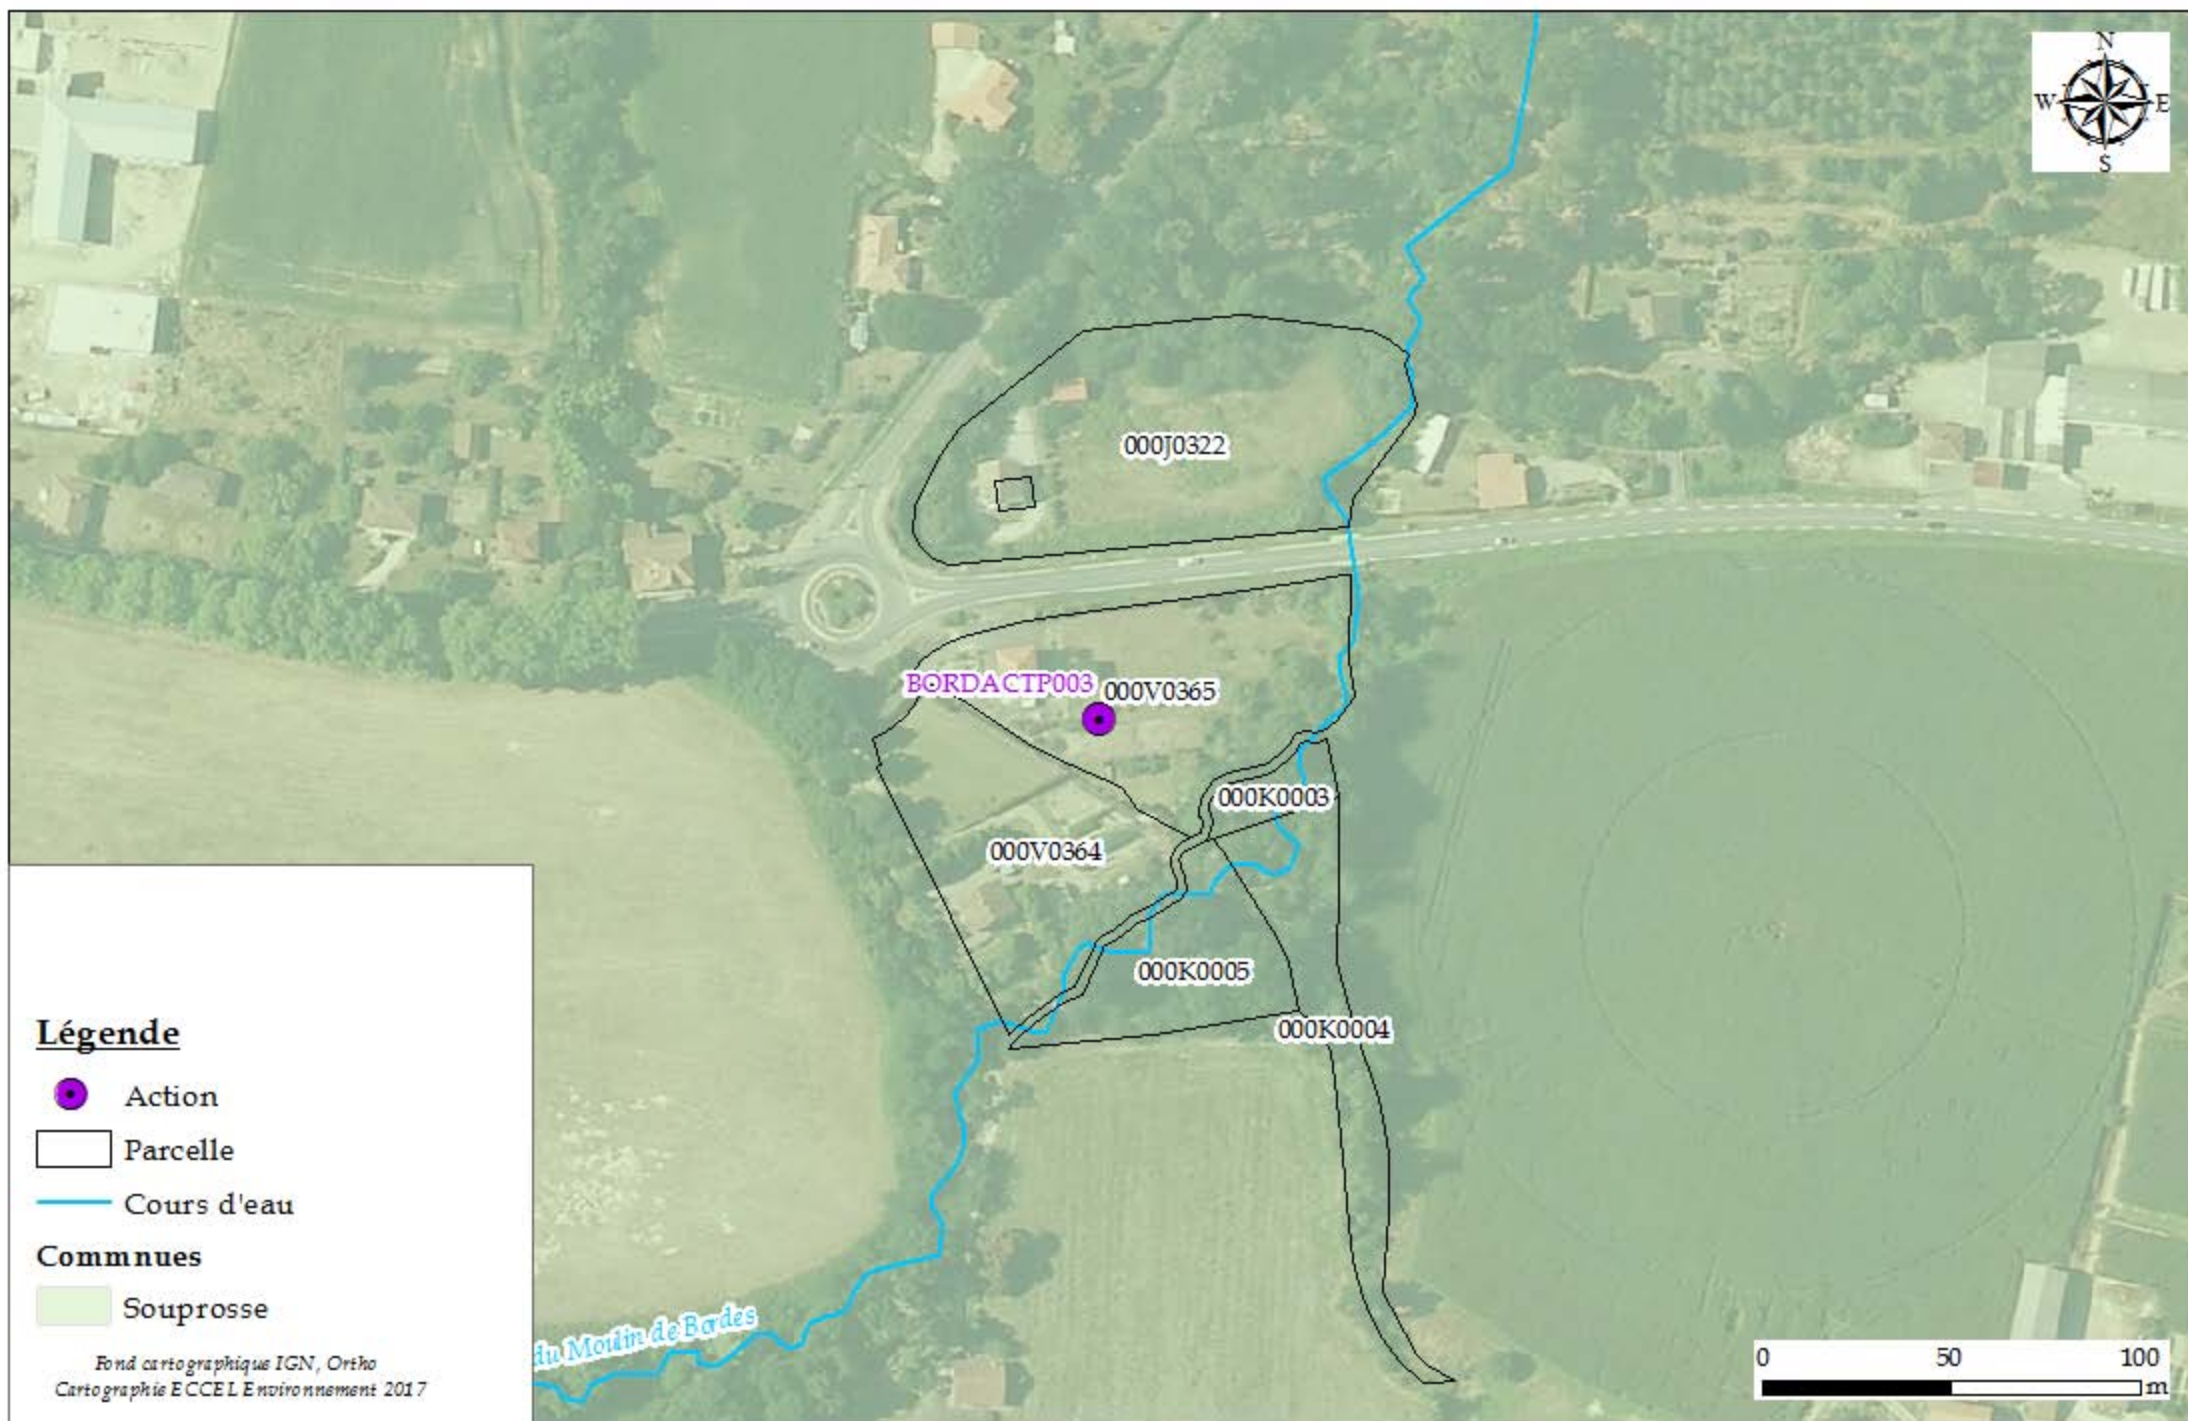 N
W E
S
000J0322
BORDACTP003
000V0365
000K0003
000V0364
000K0005
000K0004
Légende
Action
Parcelle
Cours d'eau
Commnues
Souprosse
Fond cartographique IGN, Ortho
Cartographie ECCEL Environnement 2017
du Moulin de Bordes
0 50 100
m